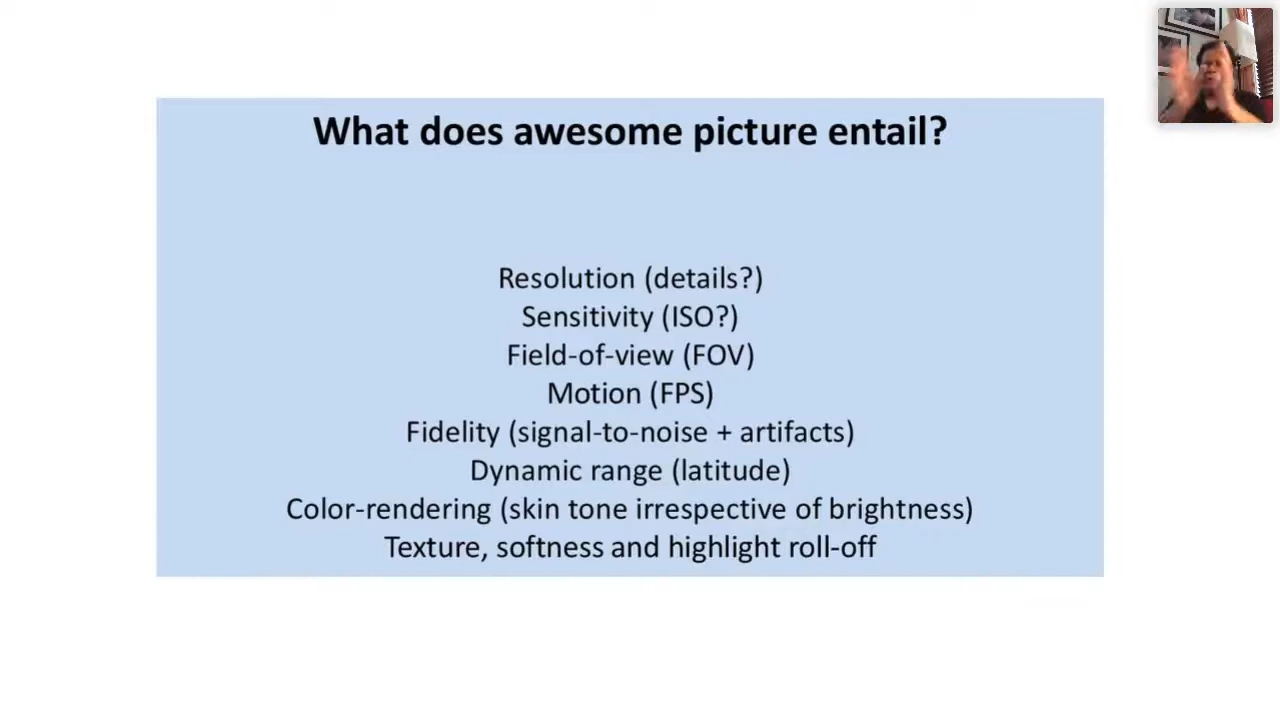 What does awesome picture entail?
Resolution (details?)
Sensitivity (ISO?)
Field-of-view (FOV)
Motion (FPS)
Fidelity (signal-to-noise + artifacts)
Dynamic range (latitude)
Color-rendering (skin tone irrespective of brightness)
Texture, softness and highlight roll-off